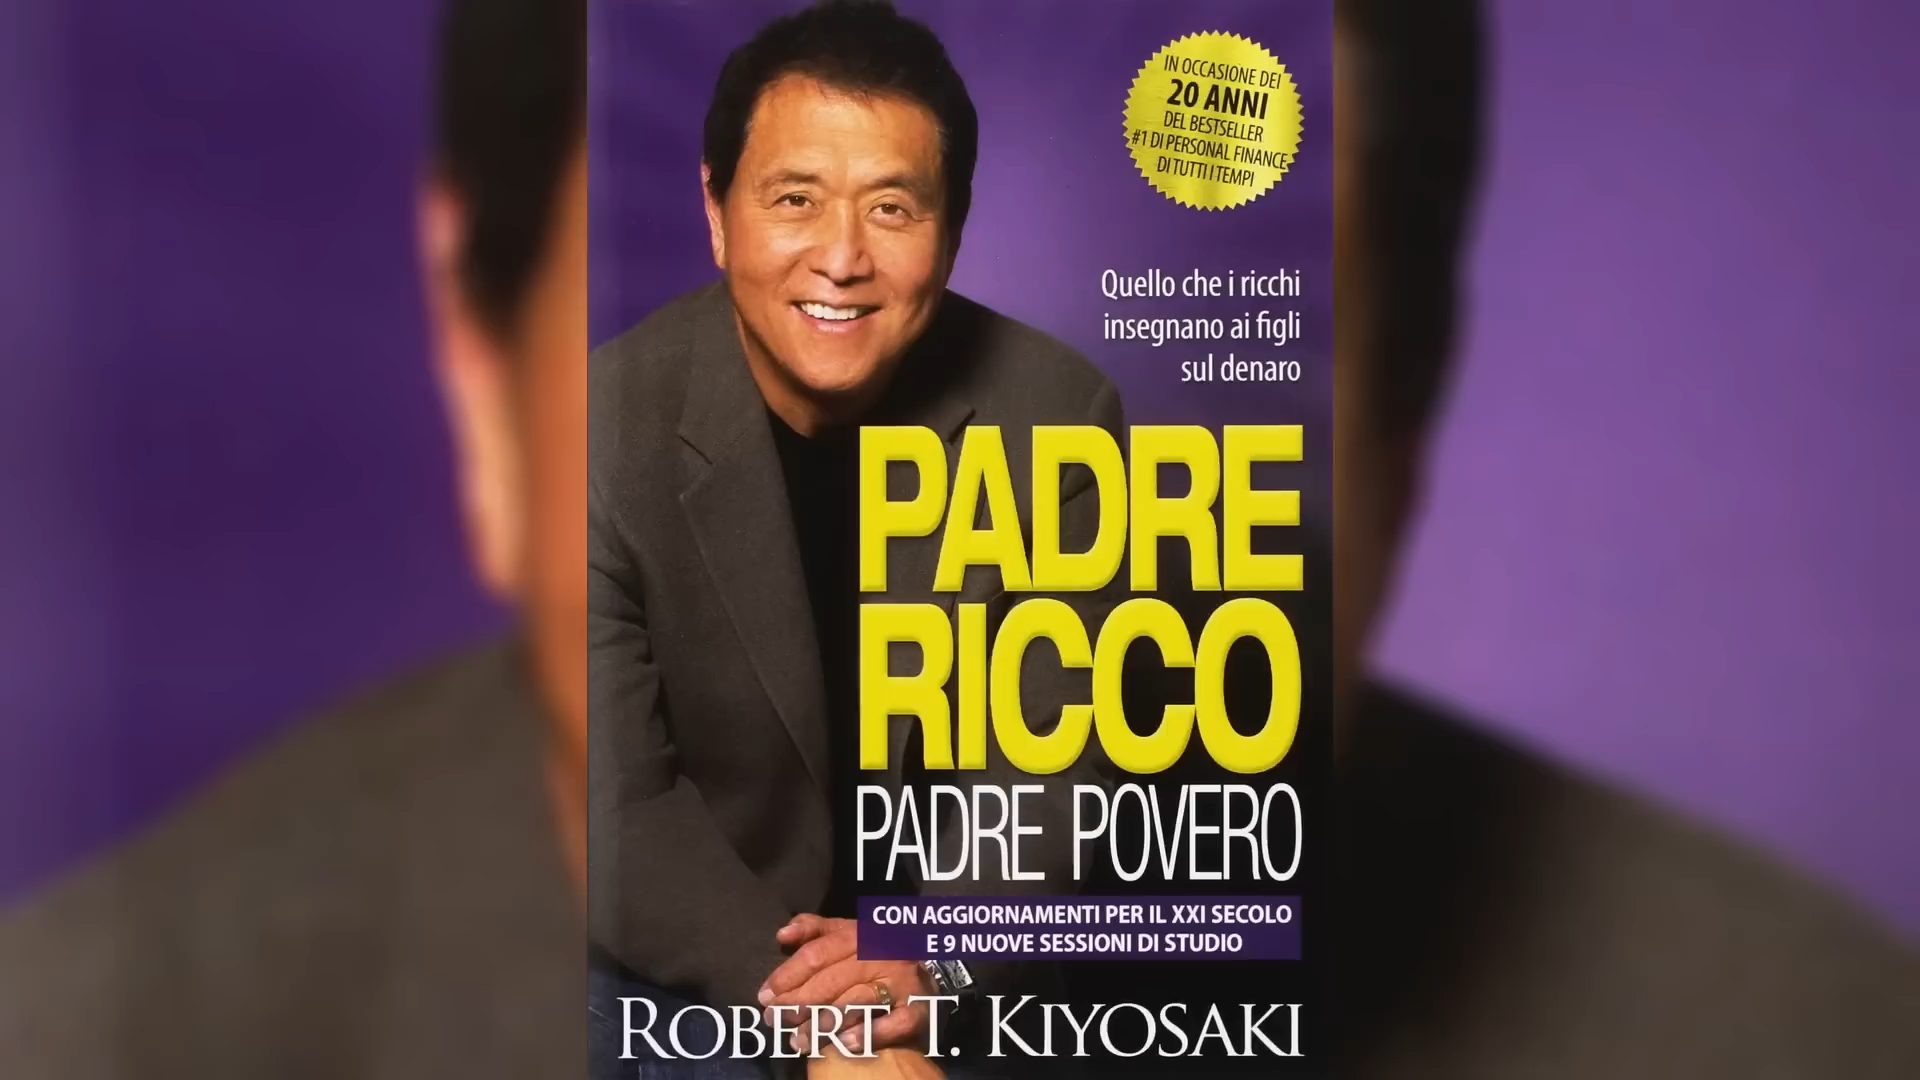 IN OCCASIONE DEI
20 ANNI
DEL BESTSELLER
#1 DI PERSONAL FINANCE
DI TUTTI I TEMPI
Quello che i ricchi
insegnano ai figli
sul denaro
PADRE
RICCO
PADRE POVERO
CON AGGIORNAMENTI PER IL XXI SECOLO
E 9 NUOVE SESSIONI DI STUDIO
ROBERT T. KIYOSAKI